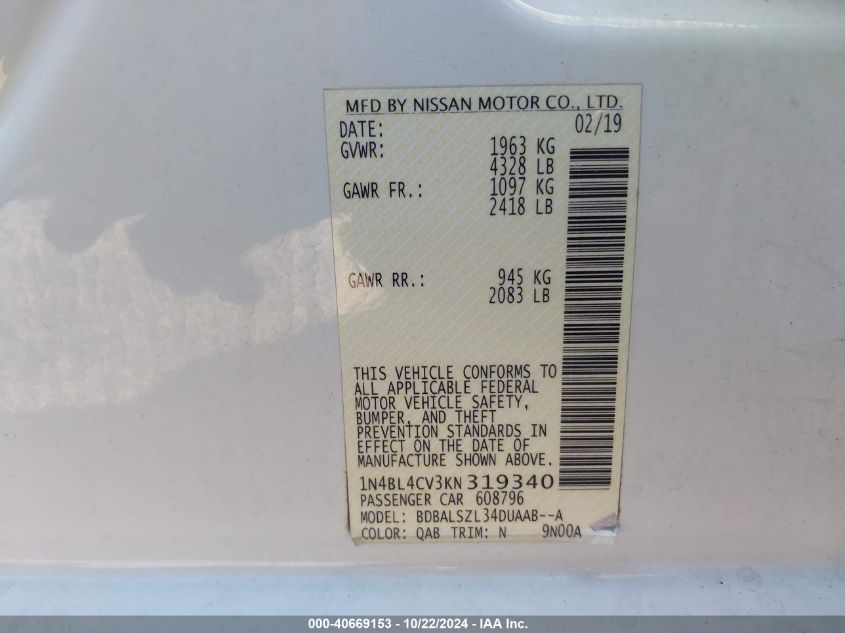 MFD BY NISSAN MOTOR CO., LTD.
DATE: 02/19
GVWR: 1963 KG
4328 LB
GAWR FR.: 1097 KG
2418 LB
GAWR RR.: 945 KG
2083 LB
THIS VEHICLE CONFORMS TO
ALL APPLICABLE FEDERAL
MOTOR VEHICLE SAFETY,
BUMPER, AND THEFT
PREVENTION STANDARDS IN
EFFECT ON THE DATE OF
MANUFACTURE SHOWN ABOVE.
1N4BL4CV3KN319340
PASSENGER CAR 608796
MODEL: BDBALSZL34DUAAB--A
COLOR: QAB TRIM: N 9N00A
000-40669153 - 10/22/2024 - IAA Inc.